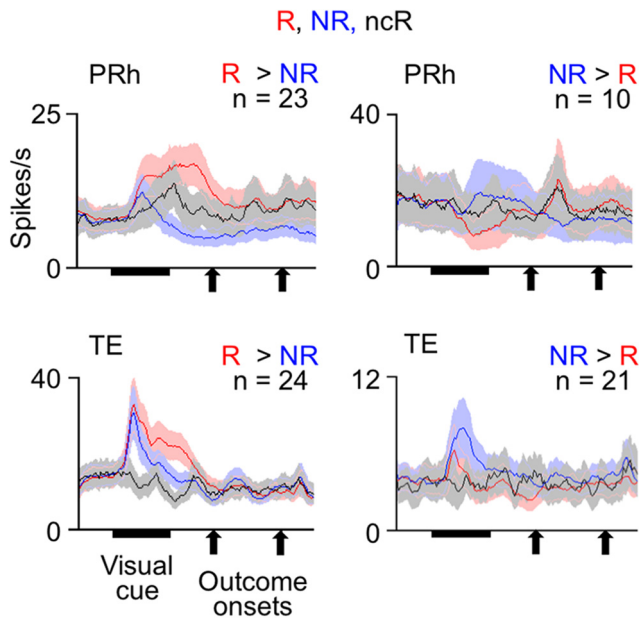 R, NR, ncR
PRh
R > NR
n = 23
25
Spikes/s
0
PRh
NR > R
n = 10
40
0
TE
R > NR
n = 24
40
0
Visual
cue
Outcome
onsets
TE
NR > R
n = 21
12
0